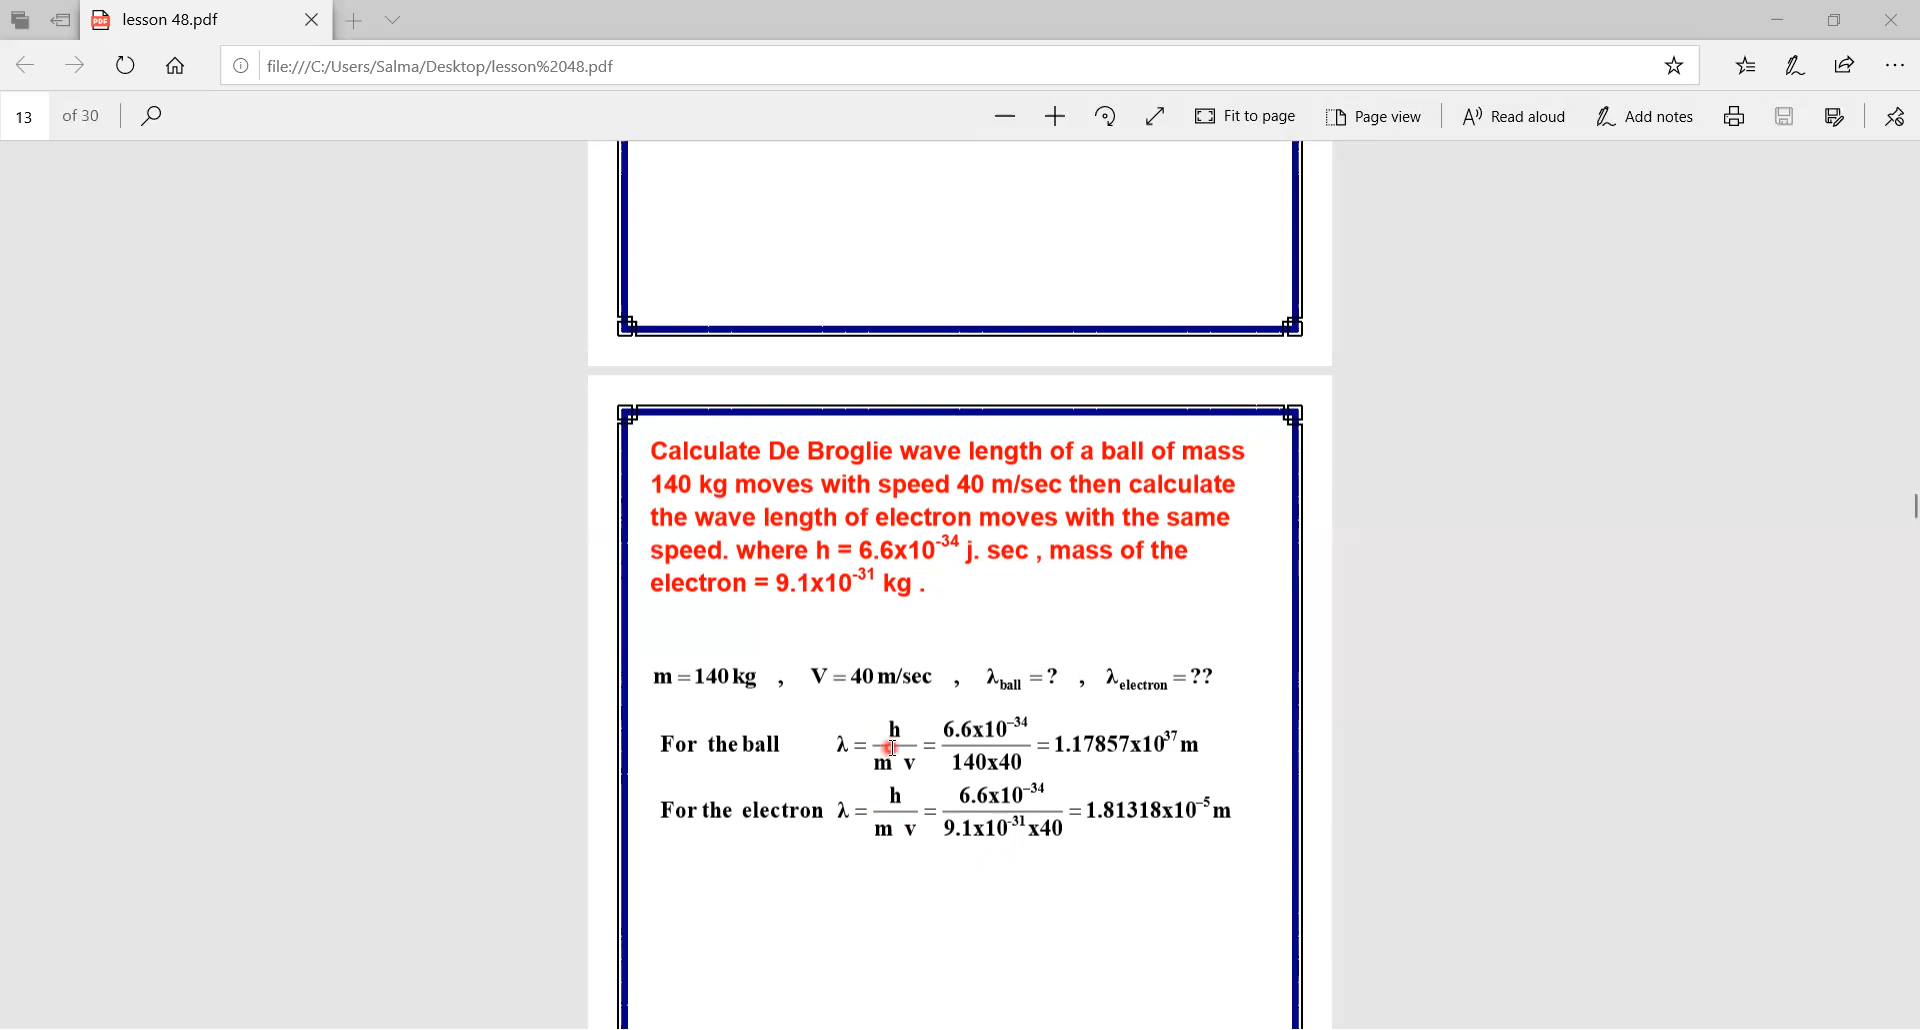 lesson 48.pdf
file:///C:/Users/Salma/Desktop/lesson%2048.pdf
13 of 30 Fit to page Page view Read aloud Add notes
Calculate De Broglie wave length of a ball of mass
140 kg moves with speed 40 m/sec then calculate
the wave length of electron moves with the same
speed. where h = 6.6x10⁻³⁴ j. sec , mass of the
electron = 9.1x10⁻³¹ kg .
m = 140 kg , V = 40 m/sec , λball = ? , λelectron = ??
For the ball λ = h / m v = 6.6x10⁻³⁴ / 140x40 = 1.17857x10³⁷ m
For the electron λ = h / m v = 6.6x10⁻³⁴ / 9.1x10⁻³¹ x40 = 1.81318x10⁻⁵ m